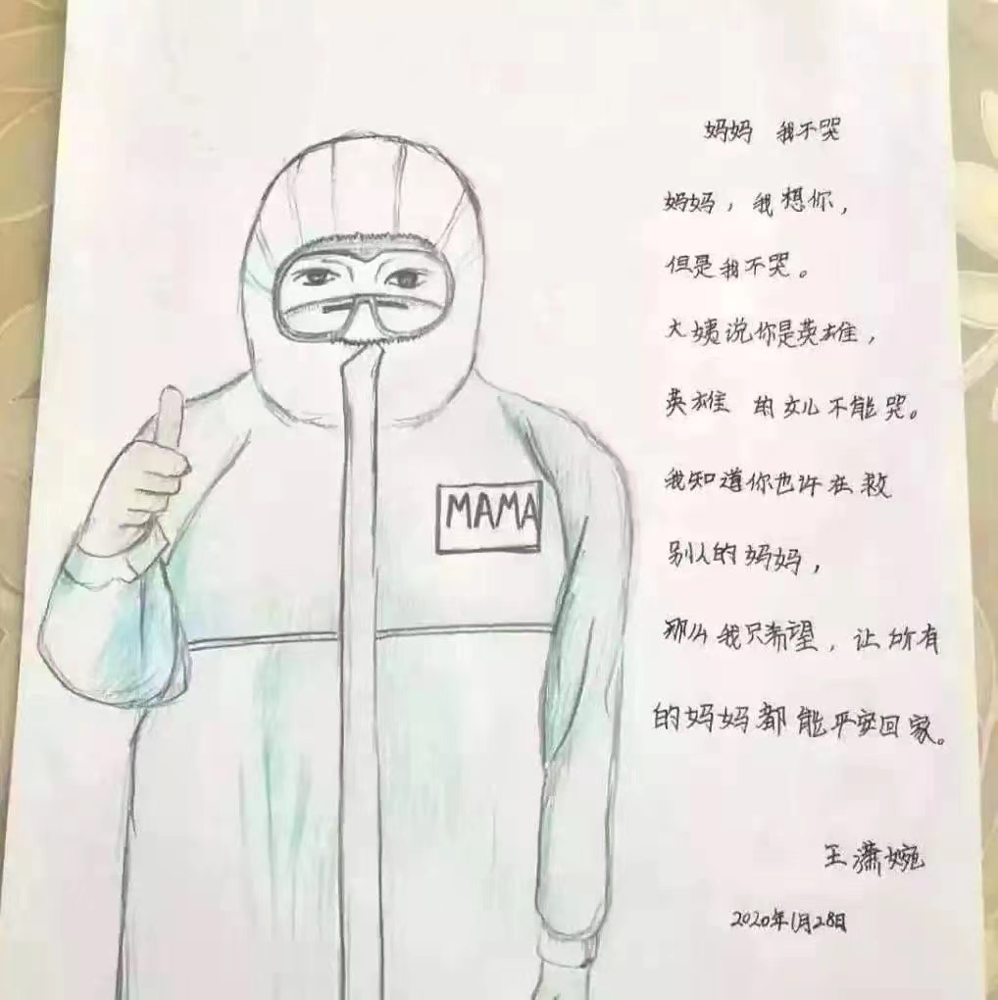 妈妈 我不哭
妈妈，我想你，
但是我不哭。
大姨说你是英雄，
英雄的女儿不能哭。
我知道你也许在救
别人的妈妈，
那么我只希望，让所有
的妈妈都能平安回家。
王潇婉
2020年1月28日
MAMA